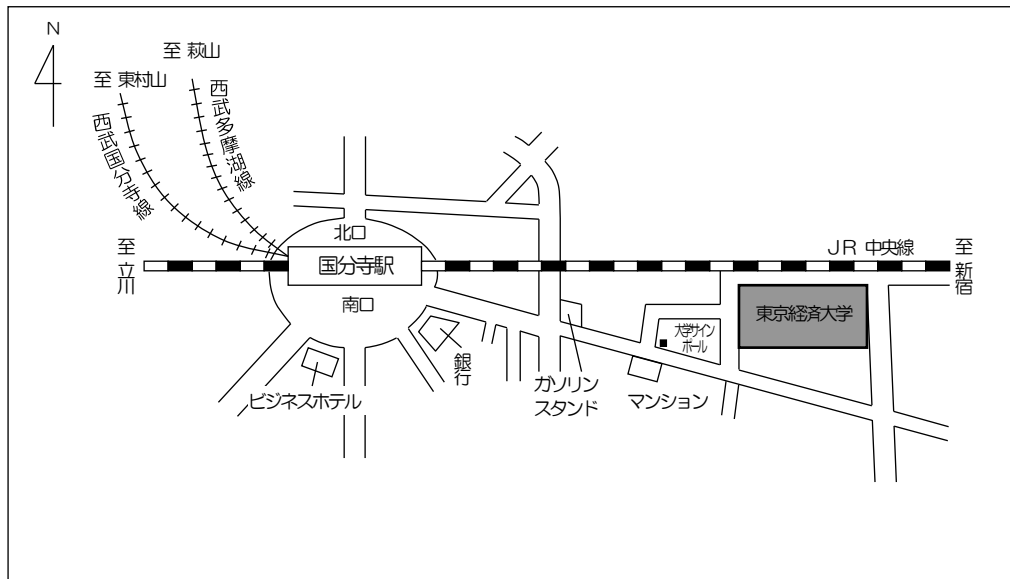 N
至 萩山
至 東村山
西武多摩湖線
西武国分寺線
北口
国分寺駅
南口
至 立川
JR 中央線
至 新宿
東京経済大学
大学サイン
ポール
銀行
ビジネスホテル
ガソリン
スタンド
マンション